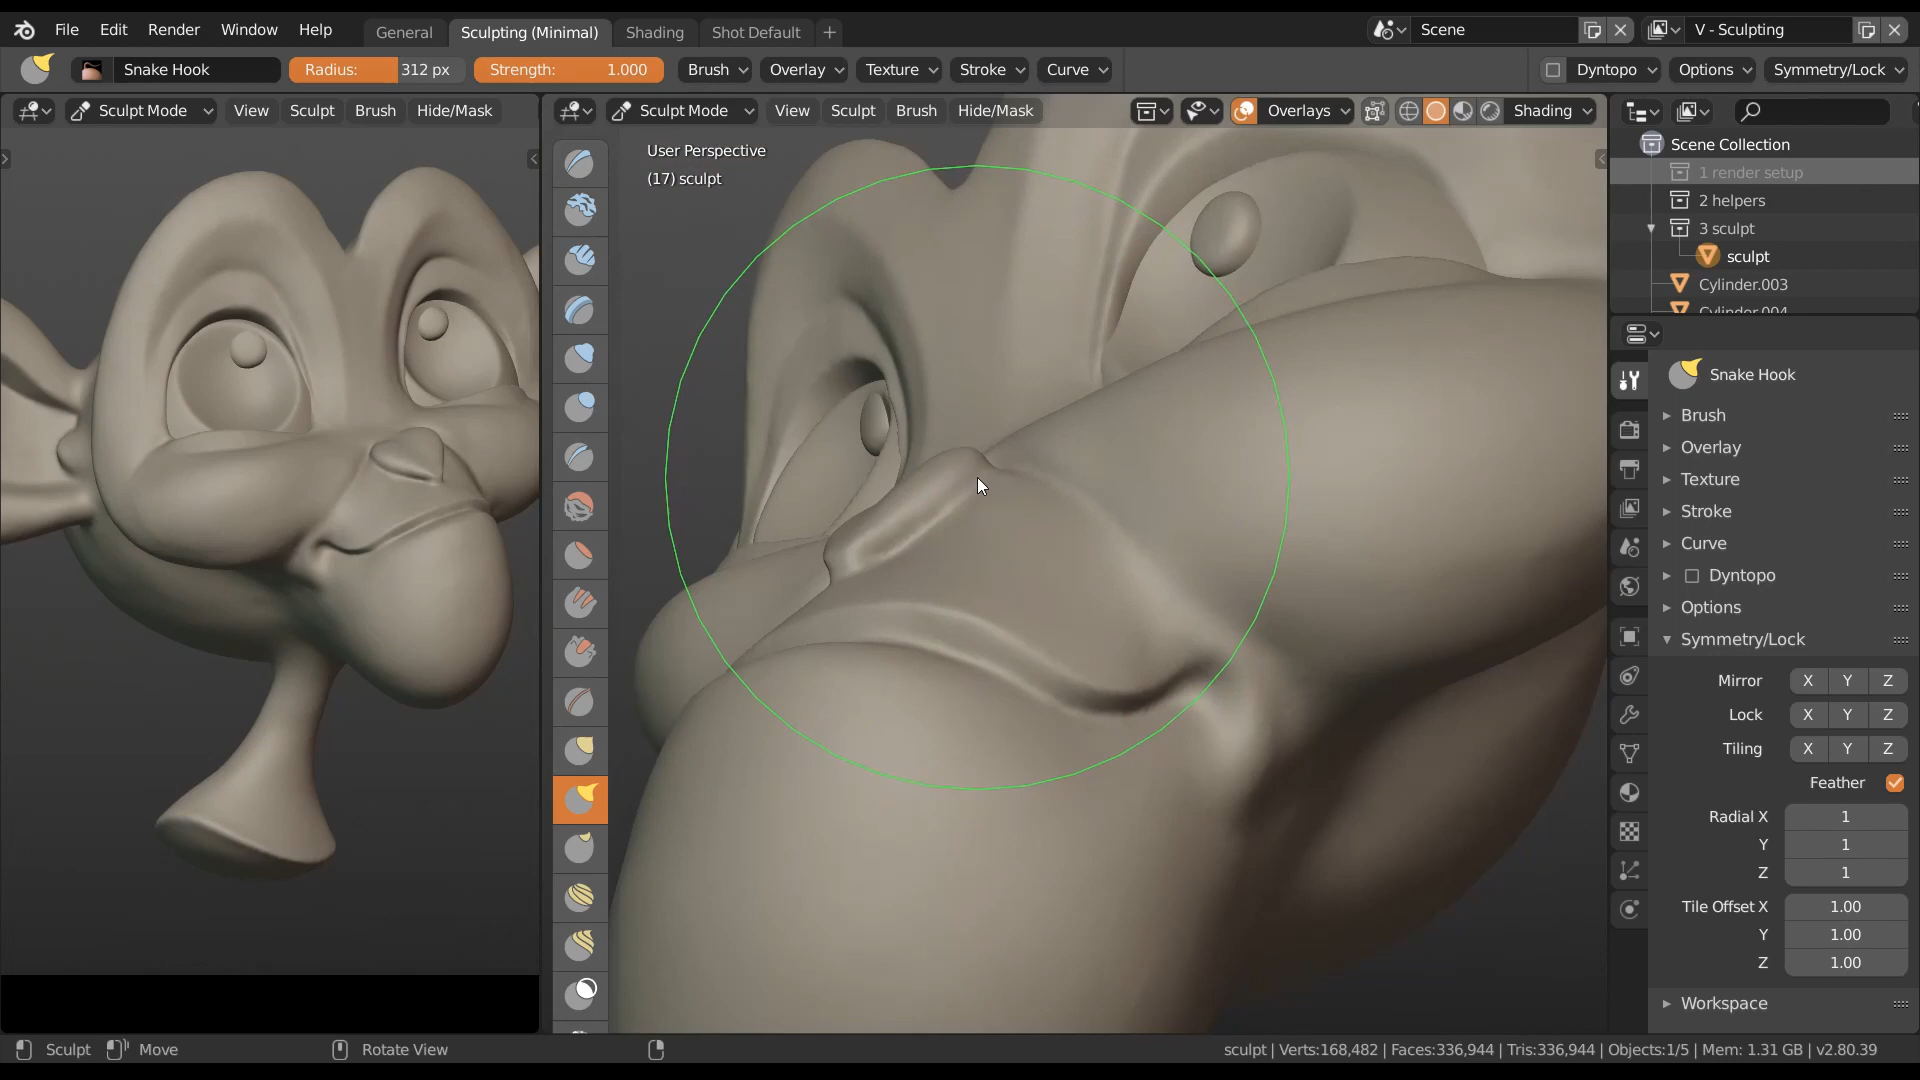 File Edit Render Window Help General Sculpting (Minimal) Shading Shot Default + Scene V - Sculpting
Snake Hook Radius: 312 px Strength: 1.000 Brush Overlay Texture Stroke Curve Dyntopo Options Symmetry/Lock
Sculpt Mode View Sculpt Brush Hide/Mask Sculpt Mode View Sculpt Brush Hide/Mask Overlays Shading
User Perspective
(17) sculpt
Scene Collection
1 render setup
2 helpers
3 sculpt
sculpt
Cylinder.003
Cylinder.004
Snake Hook
Brush
Overlay
Texture
Stroke
Curve
Dyntopo
Options
Symmetry/Lock
Mirror X Y Z
Lock X Y Z
Tiling X Y Z
Feather
Radial X 1
Y 1
Z 1
Tile Offset X 1.00
Y 1.00
Z 1.00
Workspace
Sculpt Move Rotate View sculpt | Verts:168,482 | Faces:336,944 | Tris:336,944 | Objects:1/5 | Mem: 1.31 GB | v2.80.39